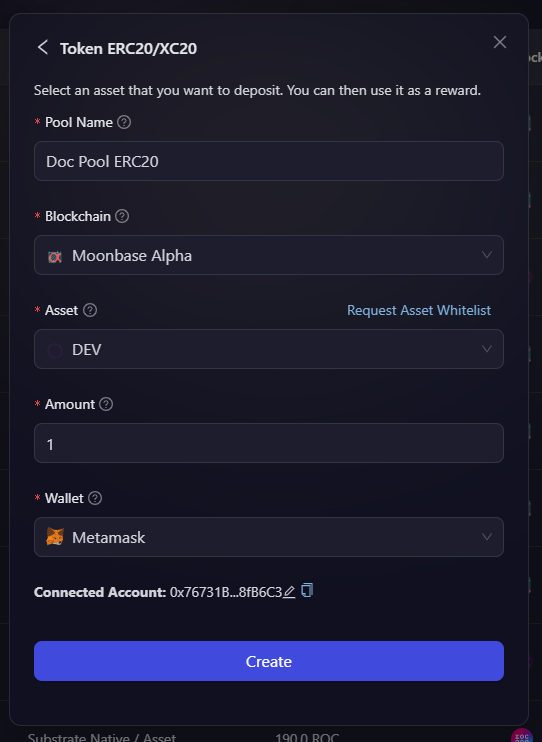 Token ERC20/XC20
Select an asset that you want to deposit. You can then use it as a reward.
* Pool Name
Doc Pool ERC20
* Blockchain
Moonbase Alpha
* Asset Request Asset Whitelist
DEV
* Amount
1
* Wallet
Metamask
Connected Account: 0x76731B...8fB6C3
Create
Substrate Native / Asset 190.0 ROC